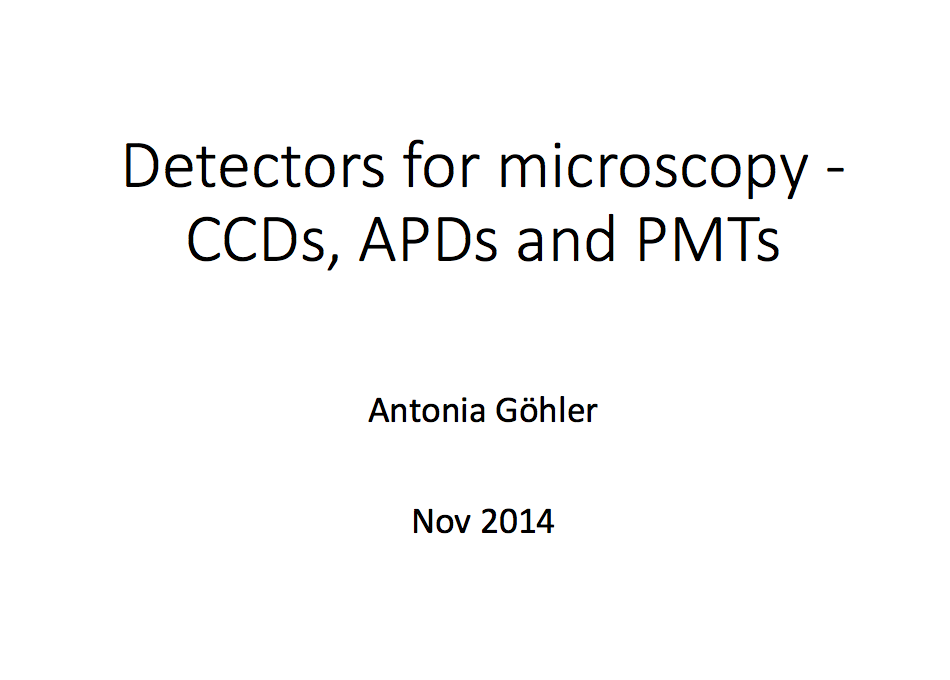 Detectors for microscopy -
CCDs, APDs and PMTs
Antonia Göhler
Nov 2014